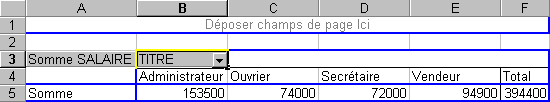 A B C D E F
1 Déposer champs de page Ici
2
3 Somme SALAIRE TITRE
4 Administrateur Ouvrier Secrétaire Vendeur Total
5 Somme 153500 74000 72000 94900 394400